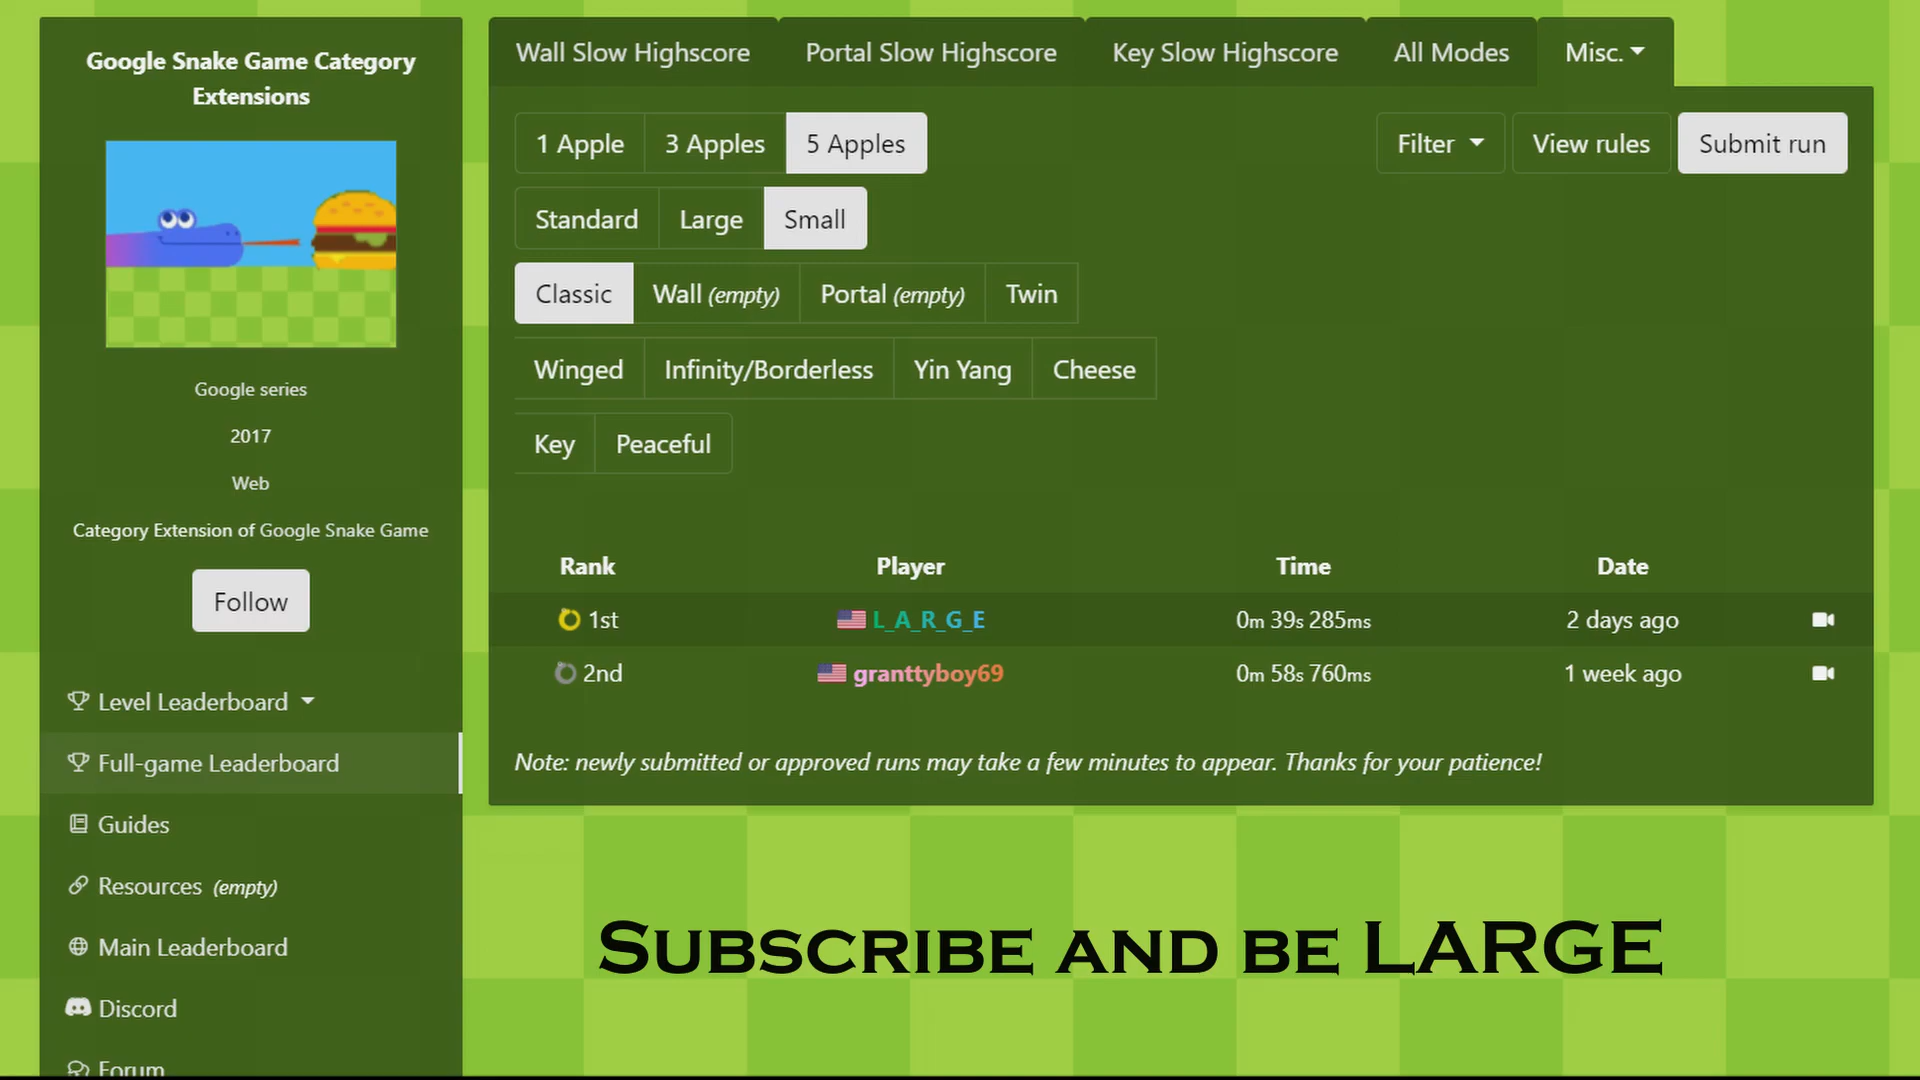 Google Snake Game Category
Extensions
Google series
2017
Web
Category Extension of Google Snake Game
Follow
Level Leaderboard
Full-game Leaderboard
Guides
Resources (empty)
Main Leaderboard
Discord
Forum
Wall Slow Highscore Portal Slow Highscore Key Slow Highscore All Modes Misc.
1 Apple 3 Apples 5 Apples Filter View rules Submit run
Standard Large Small
Classic Wall (empty) Portal (empty) Twin
Winged Infinity/Borderless Yin Yang Cheese
Key Peaceful
Rank Player Time Date
1st L_A_R_G_E 0m 39s 285ms 2 days ago
2nd granttyboy69 0m 58s 760ms 1 week ago
Note: newly submitted or approved runs may take a few minutes to appear. Thanks for your patience!
Subscribe and be LARGE